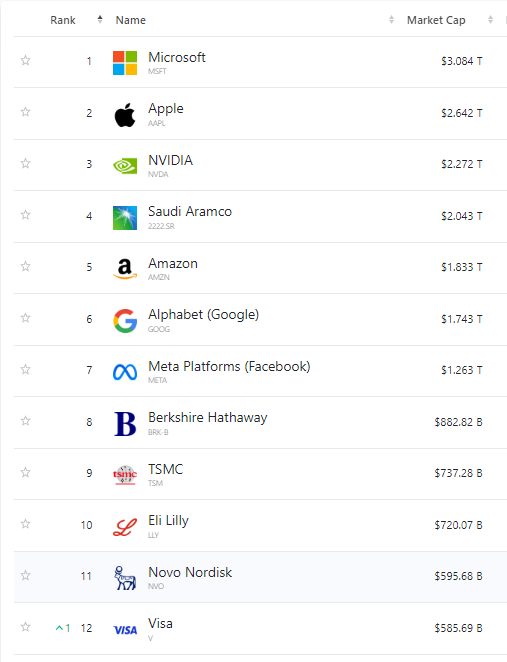 Rank Name Market Cap
1 Microsoft $3.084 T
MSFT
2 Apple $2.642 T
AAPL
3 NVIDIA $2.272 T
NVDA
4 Saudi Aramco $2.043 T
2222.SR
5 Amazon $1.833 T
AMZN
6 Alphabet (Google) $1.743 T
GOOG
7 Meta Platforms (Facebook) $1.263 T
META
8 B Berkshire Hathaway $882.82 B
BRK-B
9 tsmc TSMC $737.28 B
TSM
10 Eli Lilly $720.07 B
LLY
11 Novo Nordisk $595.68 B
NVO
1 12 VISA Visa $585.69 B
V